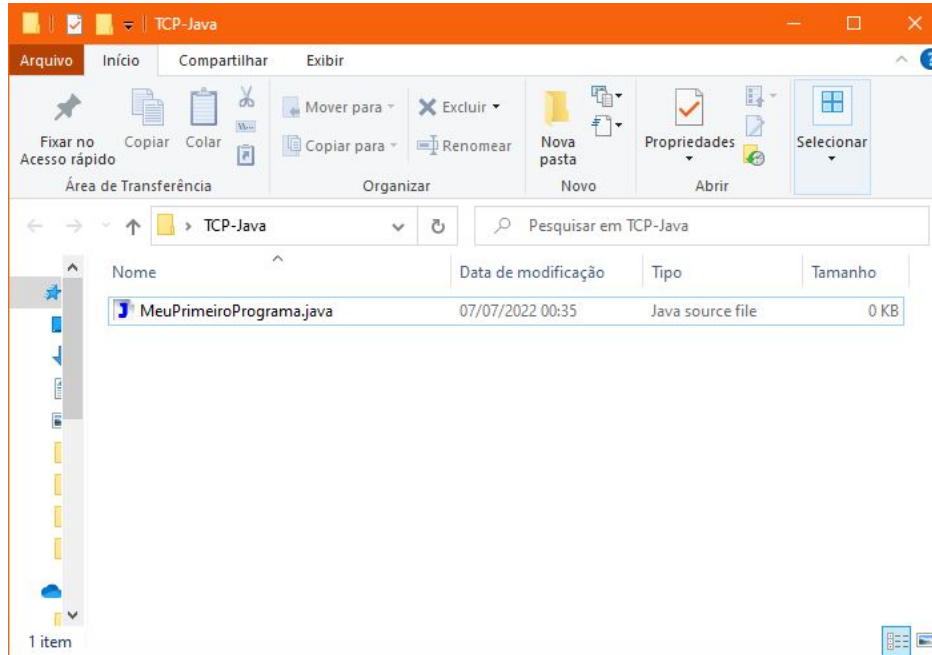 TCP-Java
Arquivo Início Compartilhar Exibir
Fixar no Acesso rápido
Copiar
Colar
Mover para
Copiar para
Excluir
Renomear
Nova pasta
Propriedades
Selecionar
Área de Transferência Organizar Novo Abrir
TCP-Java Pesquisar em TCP-Java
Nome Data de modificação Tipo Tamanho
MeuPrimeiroPrograma.java 07/07/2022 00:35 Java source file 0 KB
1 item